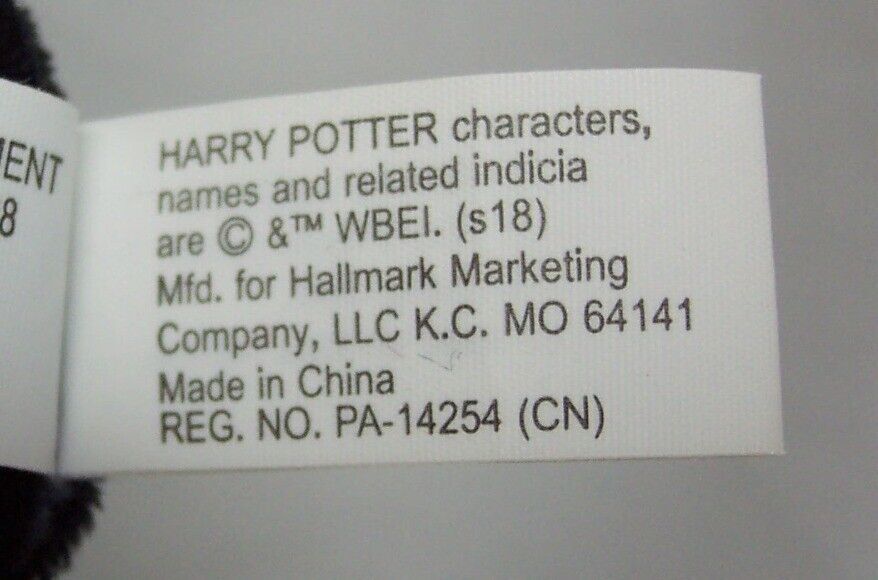 HARRY POTTER characters,
names and related indicia
are © &™ WBEI. (s18)
Mfd. for Hallmark Marketing
Company, LLC K.C. MO 64141
Made in China
REG. NO. PA-14254 (CN)